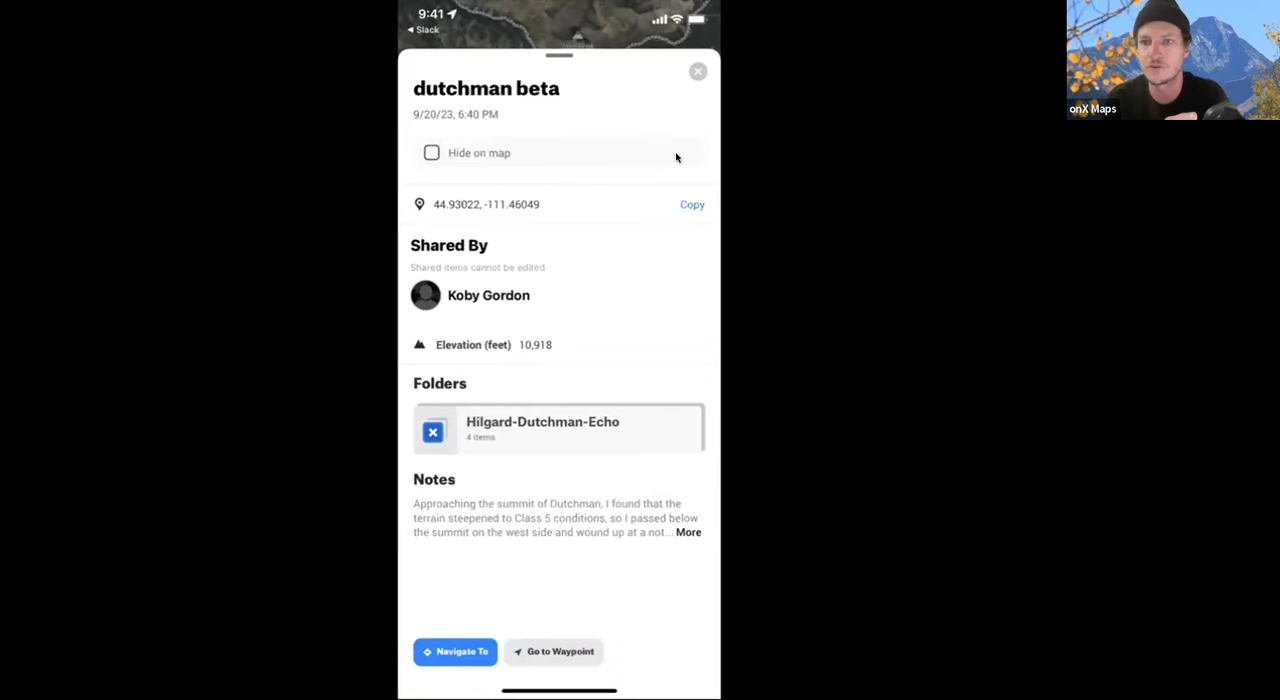 9:41
Slack
dutchman beta
9/20/23, 6:40 PM
Hide on map
44.93022, -111.46049 Copy
Shared By
Shared items cannot be edited
Koby Gordon
Elevation (feet) 10,918
Folders
Hilgard-Dutchman-Echo
4 items
Notes
Approaching the summit of Dutchman, I found that the
terrain steepened to Class 5 conditions, so I passed below
the summit on the west side and wound up at a not... More
Navigate To Go to Waypoint
onX Maps